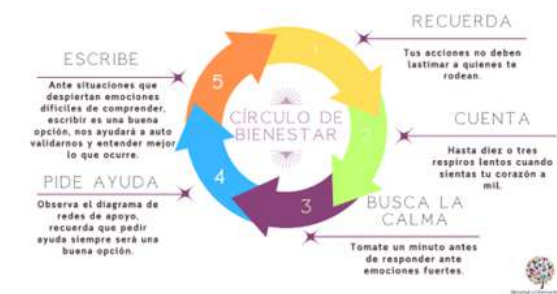 RECUERDA
Tus acciones no deben
lastimar a quienes te
rodean.
CUENTA
Hasta diez o tres
respiros lentos cuando
sientas tu corazón a
mil.
BUSCA LA
CALMA
Tomate un minuto antes
de responder ante
emociones fuertes.
PIDE AYUDA
Observa el diagrama de
redes de apoyo,
recuerda que pedir
ayuda siempre será una
buena opción.
ESCRIBE
Ante situaciones que
despiertan emociones
difíciles de comprender,
escribir es una buena
opción, nos ayudará a auto
validarnos y entender mejor
lo que ocurre.
CÍRCULO DE
BIENESTAR
1
2
3
4
5